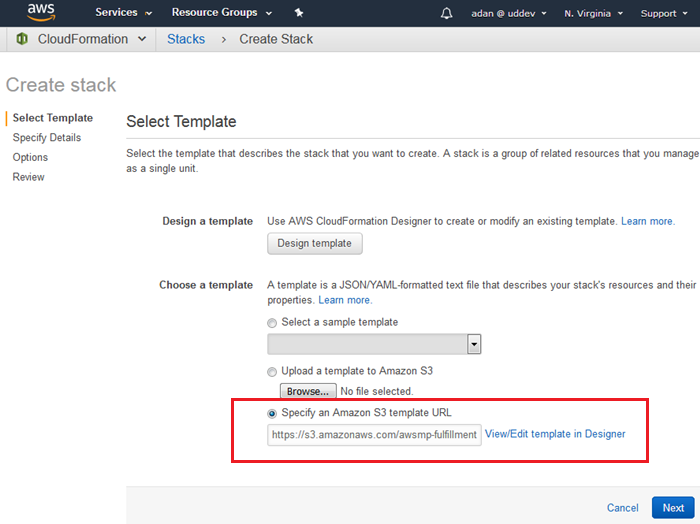 aws Services Resource Groups adan @ uddev N. Virginia Support
CloudFormation Stacks > Create Stack
Create stack
Select Template
Specify Details
Options
Review
Select Template
Select the template that describes the stack that you want to create. A stack is a group of related resources that you manage
as a single unit.
Design a template Use AWS CloudFormation Designer to create or modify an existing template. Learn more.
Design template
Choose a template A template is a JSON/YAML-formatted text file that describes your stack's resources and their
properties. Learn more.
Select a sample template
Upload a template to Amazon S3
Browse... No file selected.
Specify an Amazon S3 template URL
https://s3.amazonaws.com/awsmp-fulfillment View/Edit template in Designer
Cancel Next